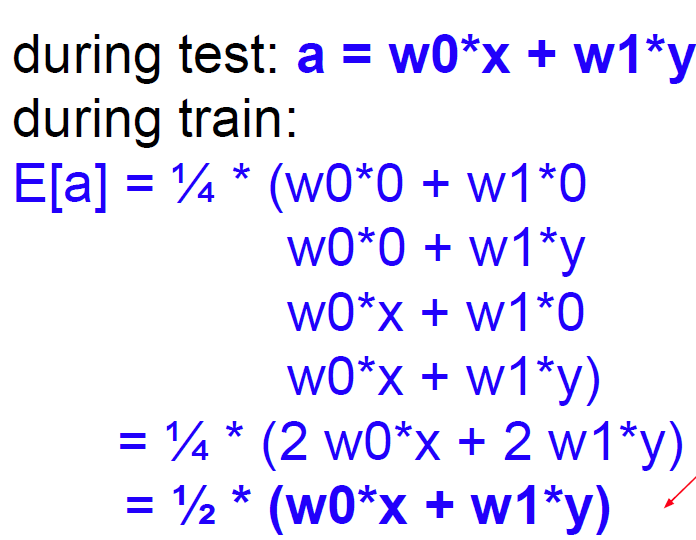 during test: a = w0*x + w1*y
during train:
E[a] = ¼ * (w0*0 + w1*0
w0*0 + w1*y
w0*x + w1*0
w0*x + w1*y)
= ¼ * (2 w0*x + 2 w1*y)
= ½ * (w0*x + w1*y)